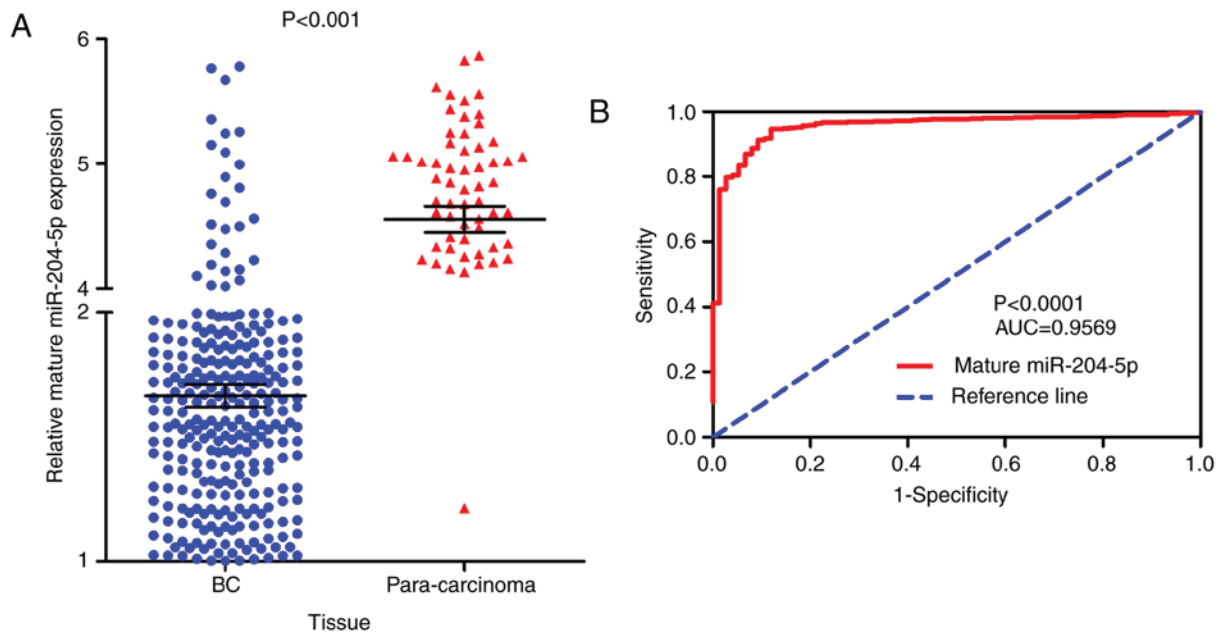 A
P<0.001
Relative mature miR-204-5p expression
6
5
4
2
1
BC
Para-carcinoma
Tissue
B
Sensitivity
1.0
0.8
0.6
0.4
0.2
0.0
P<0.0001
AUC=0.9569
Mature miR-204-5p
Reference line
0.0 0.2 0.4 0.6 0.8 1.0
1-Specificity